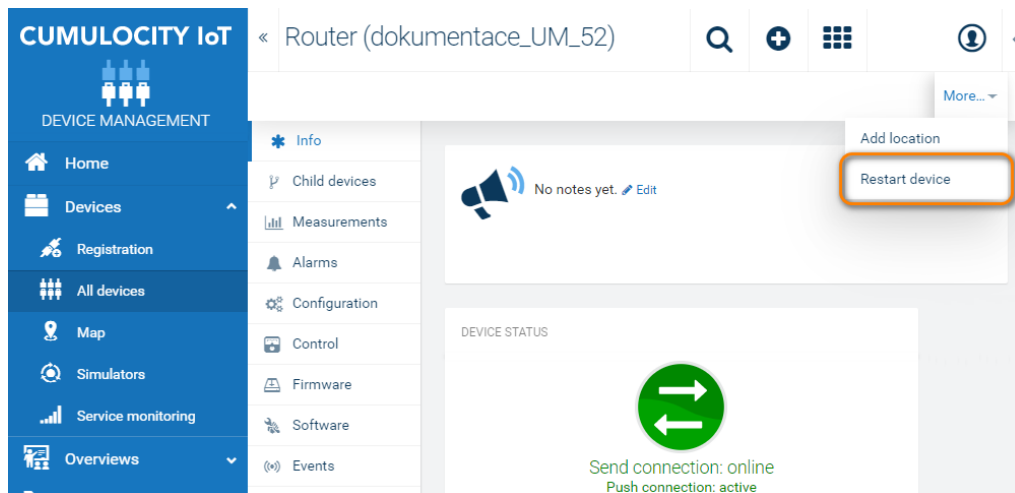 CUMULOCITY IoT
DEVICE MANAGEMENT
Home
Devices
Registration
All devices
Map
Simulators
Service monitoring
Overviews
« Router (dokumentace_UM_52)
More...
Add location
Restart device
Info
Child devices
Measurements
Alarms
Configuration
Control
Firmware
Software
Events
No notes yet. Edit
DEVICE STATUS
Send connection: online
Push connection: active